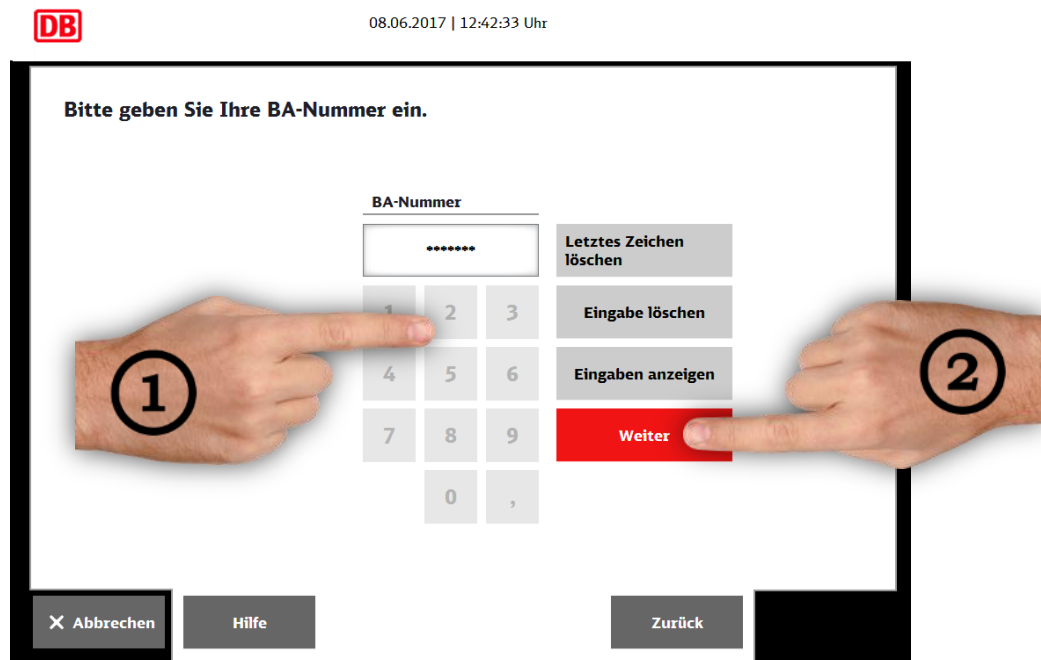 DB
08.06.2017 | 12:42:33 Uhr
Bitte geben Sie Ihre BA-Nummer ein.
BA-Nummer
*******
Letztes Zeichen
löschen
1 2 3
Eingabe löschen
4 5 6
Eingaben anzeigen
7 8 9
Weiter
0 ,
1
2
X Abbrechen
Hilfe
Zurück